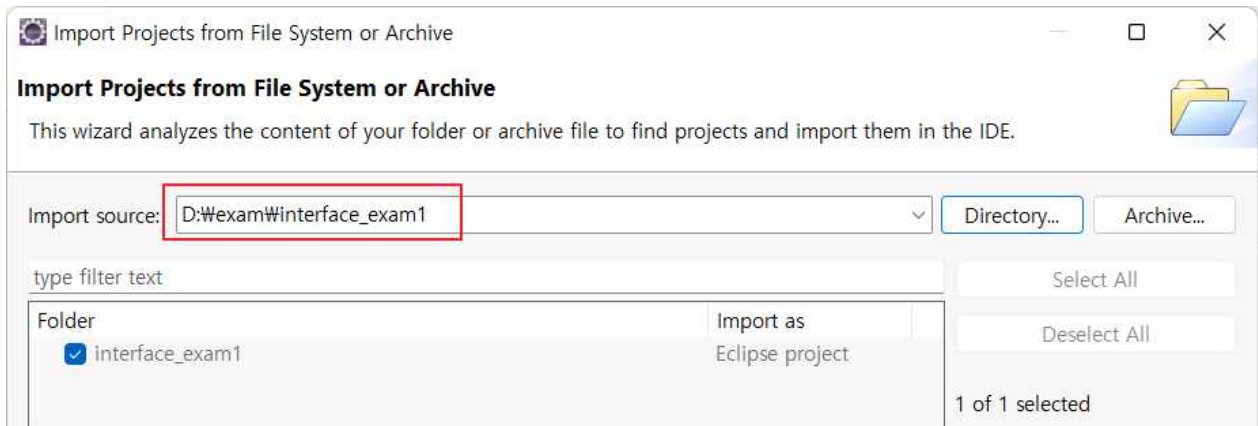 Import Projects from File System or Archive
Import Projects from File System or Archive
This wizard analyzes the content of your folder or archive file to find projects and import them in the IDE.
Import source: D:₩exam₩interface_exam1 Directory... Archive...
type filter text Select All
Folder Import as Deselect All
interface_exam1 Eclipse project
1 of 1 selected